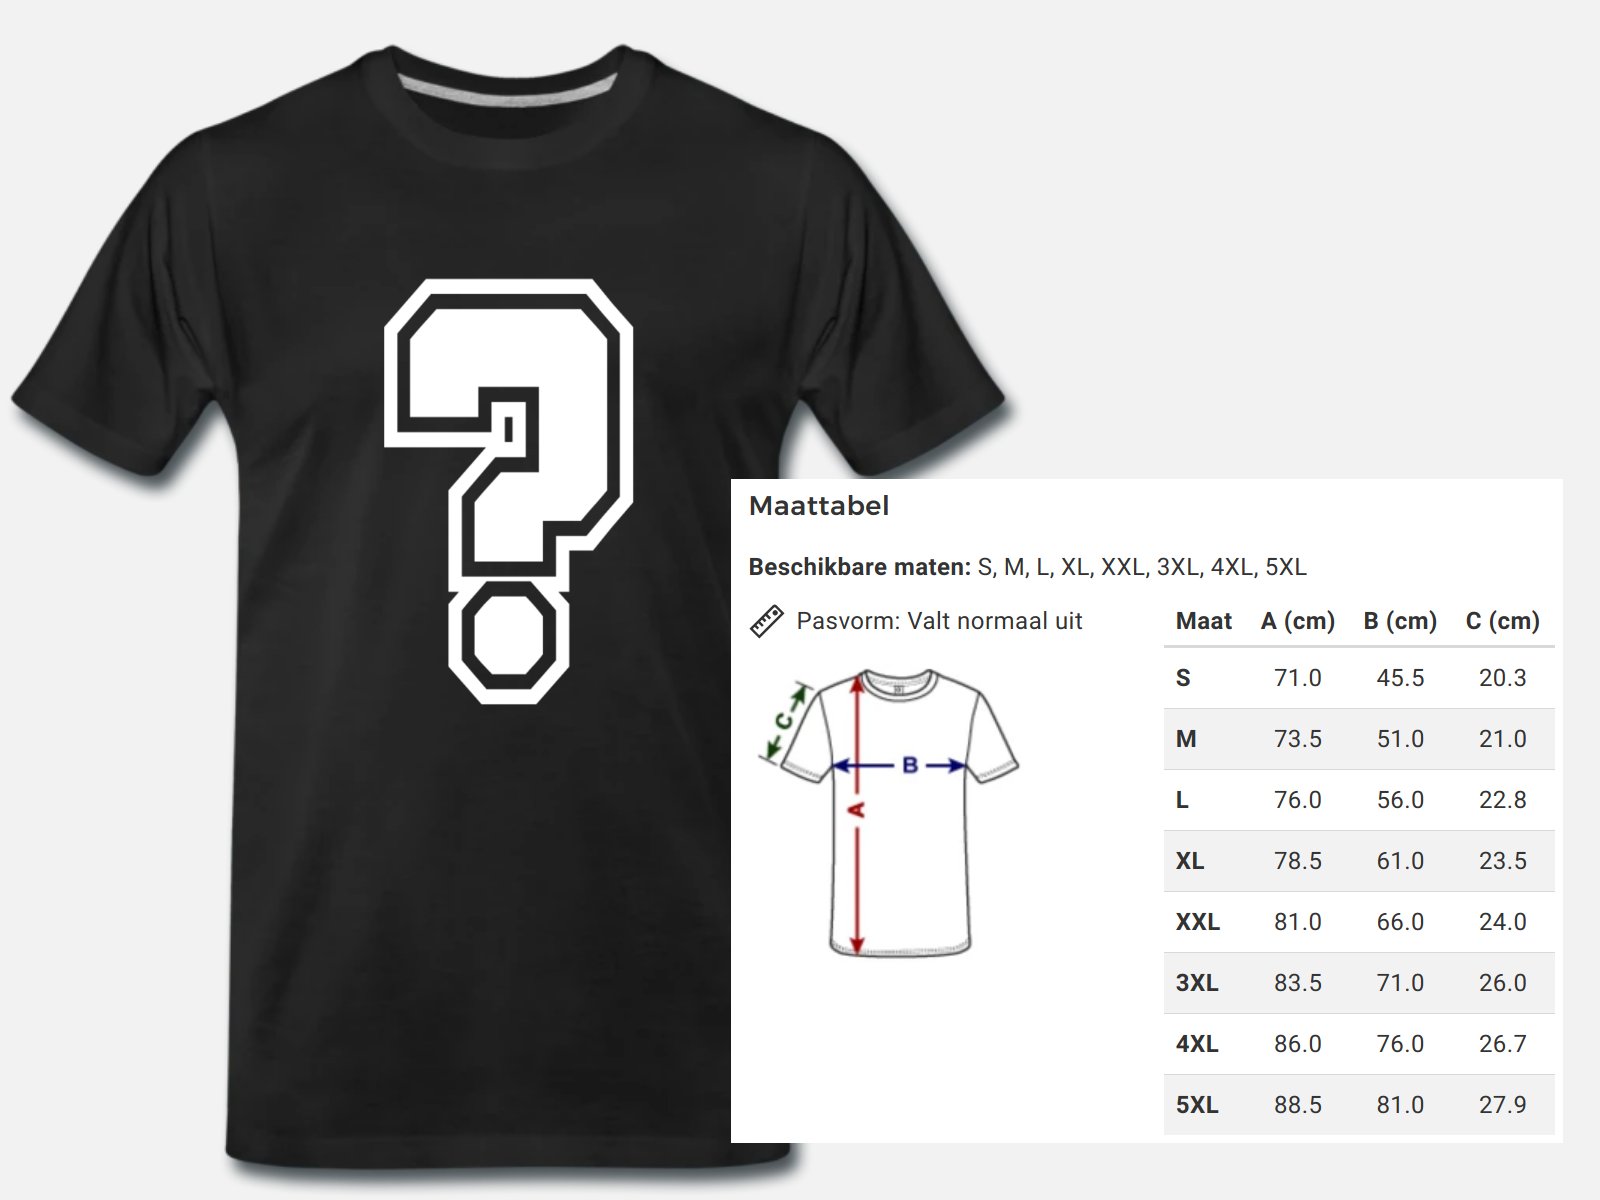 ?
Maattabel
Beschikbare maten: S, M, L, XL, XXL, 3XL, 4XL, 5XL
Pasvorm: Valt normaal uit
C
B
A
Maat A (cm) B (cm) C (cm)
S 71.0 45.5 20.3
M 73.5 51.0 21.0
L 76.0 56.0 22.8
XL 78.5 61.0 23.5
XXL 81.0 66.0 24.0
3XL 83.5 71.0 26.0
4XL 86.0 76.0 26.7
5XL 88.5 81.0 27.9